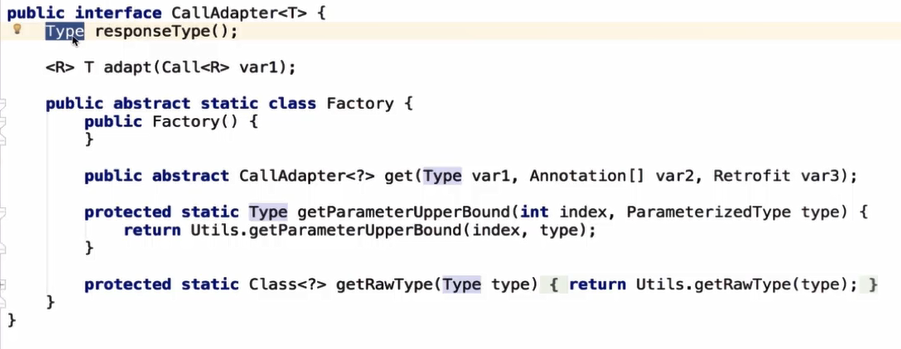 public interface CallAdapter<T> {
    Type responseType();

    <R> T adapt(Call<R> var1);

    public abstract static class Factory {
        public Factory() {
        }

        public abstract CallAdapter<?> get(Type var1, Annotation[] var2, Retrofit var3);

        protected static Type getParameterUpperBound(int index, ParameterizedType type) {
            return Utils.getParameterUpperBound(index, type);
        }

        protected static Class<?> getRawType(Type type) { return Utils.getRawType(type); }
    }
}